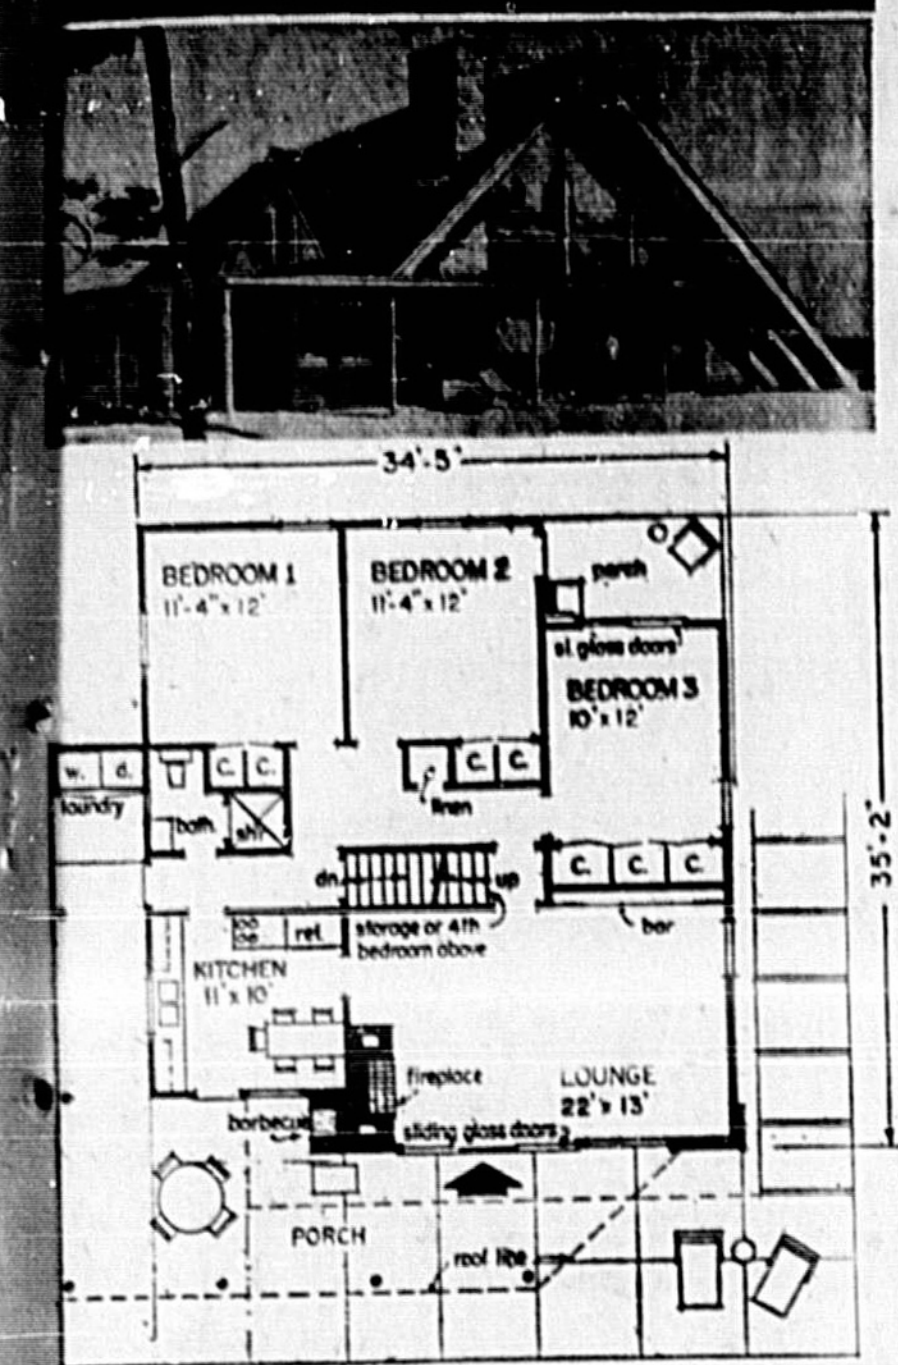 34'-5"
BEDROOM 1
11'-4" x 12'
BEDROOM 2
11'-4" x 12'
porch
sl. glass doors
BEDROOM 3
10' x 12'
w. d.
C. C.
C. C.
laundry
linen
bath
shr
C. C. C.
35'-2"
dn.
up
storage or 4th
bedroom above
bar
ref.
KITCHEN
11' x 10'
fireplace
LOUNGE
22' x 13'
barbecue
sliding glass doors
PORCH
roof line